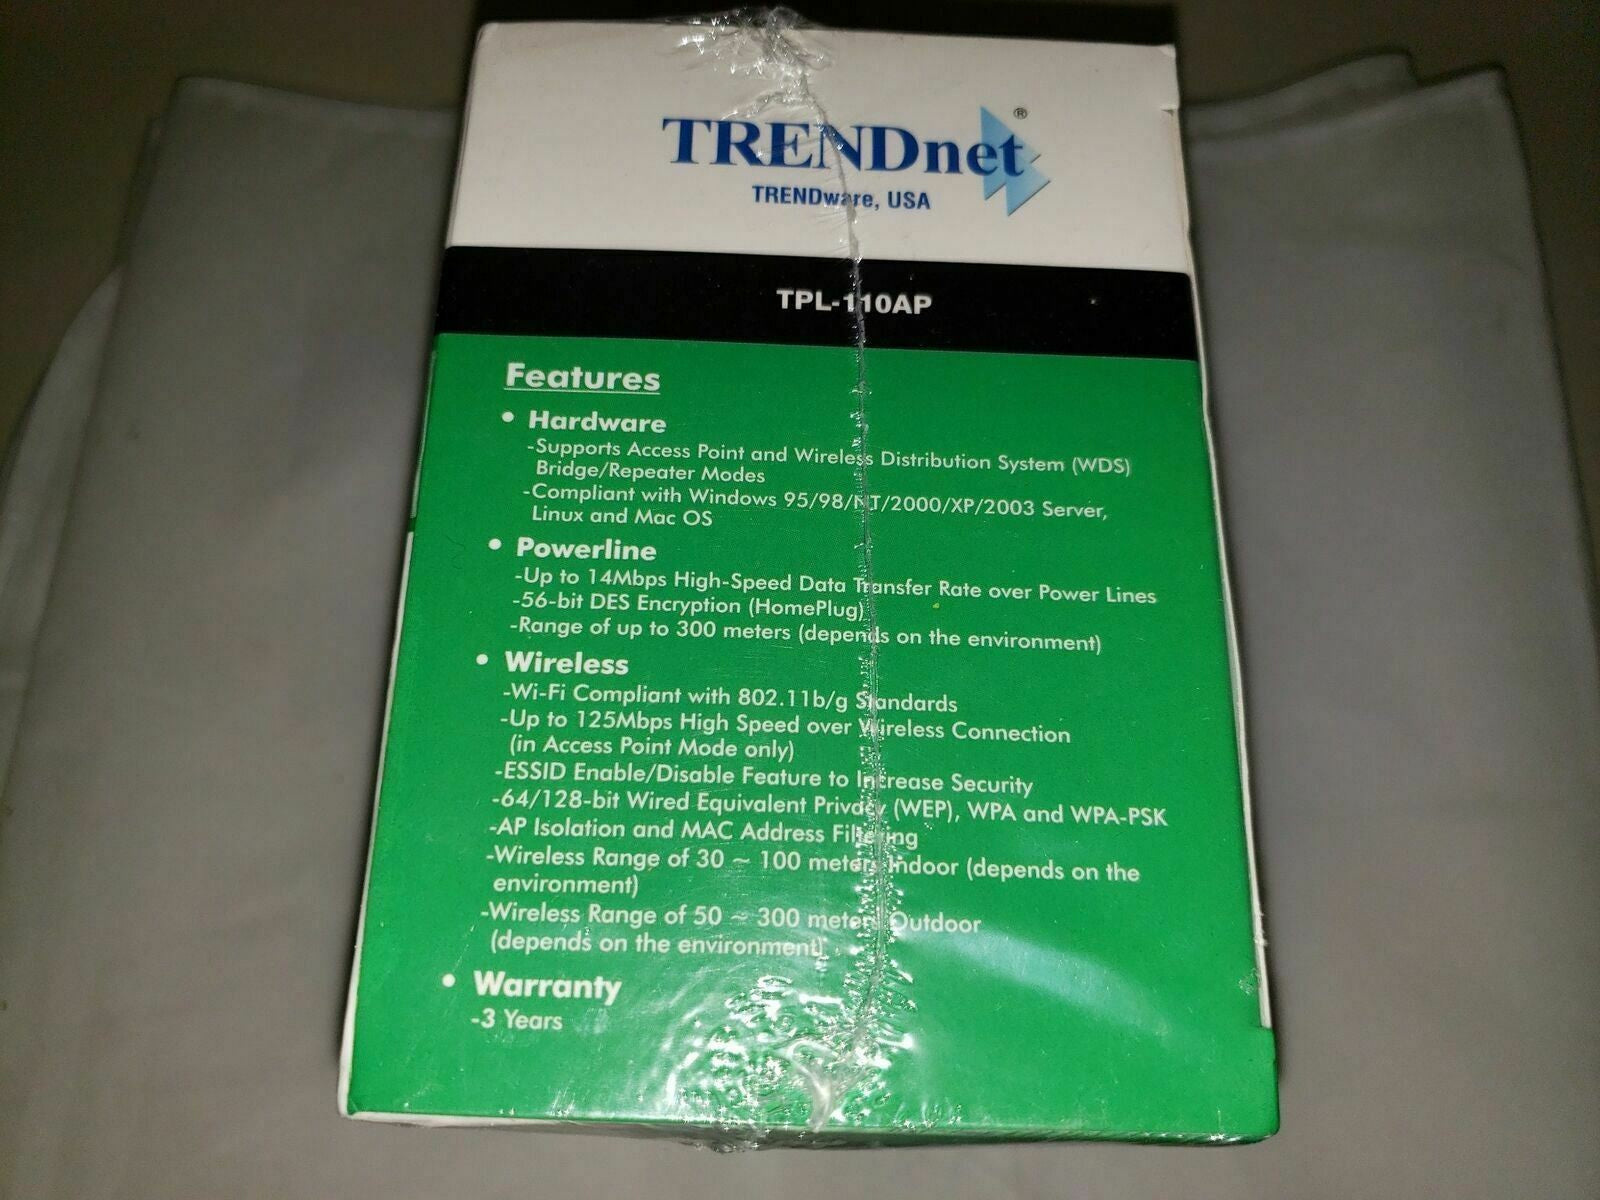 TRENDnet®
TRENDware, USA
TPL-110AP
Features
• Hardware
-Supports Access Point and Wireless Distribution System (WDS)
Bridge/Repeater Modes
-Compliant with Windows 95/98/NT/2000/XP/2003 Server,
Linux and Mac OS
• Powerline
-Up to 14Mbps High-Speed Data Transfer Rate over Power Lines
-56-bit DES Encryption (HomePlug)
-Range of up to 300 meters (depends on the environment)
• Wireless
-Wi-Fi Compliant with 802.11b/g Standards
-Up to 125Mbps High Speed over Wireless Connection
(in Access Point Mode only)
-ESSID Enable/Disable Feature to Increase Security
-64/128-bit Wired Equivalent Privacy (WEP), WPA and WPA-PSK
-AP Isolation and MAC Address Filtering
-Wireless Range of 30 ~ 100 meters Indoor (depends on the
environment)
-Wireless Range of 50 ~ 300 meters Outdoor
(depends on the environment)
• Warranty
-3 Years